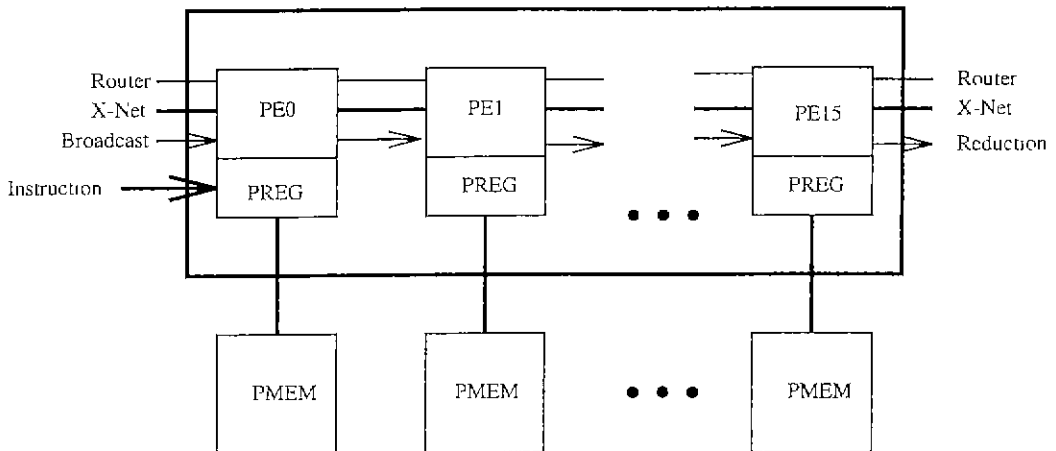 Router
X-Net
Broadcast
Instruction
PE0
PREG
PE1
PREG
PE15
PREG
Router
X-Net
Reduction
PMEM
PMEM
PMEM